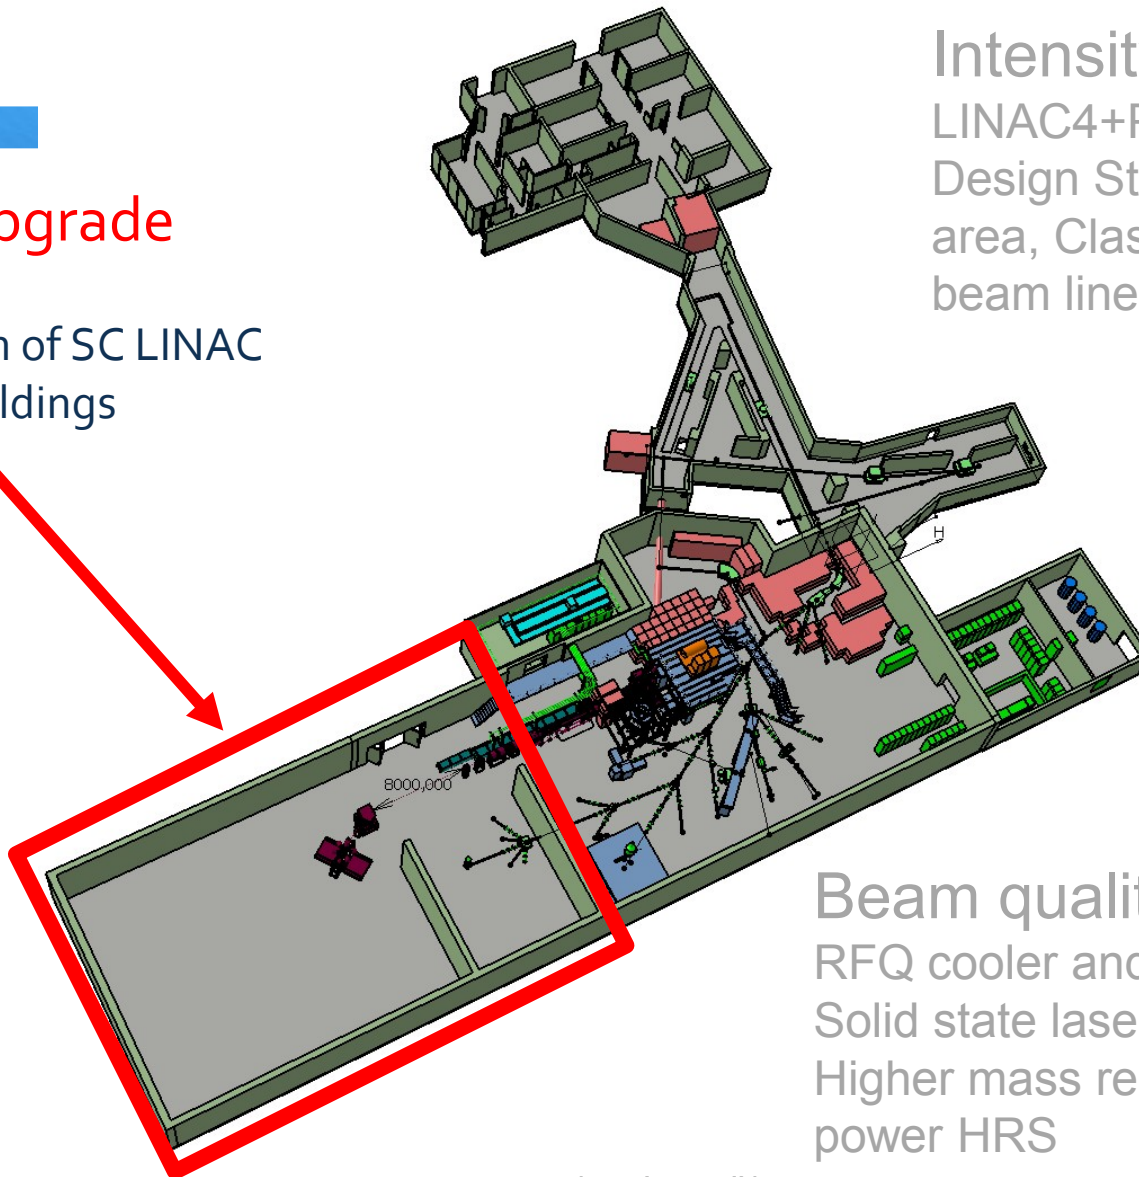 Intensit
LINAC4+P
Design St
area, Clas
beam line
pgrade
n of SC LINAC
ldings
H
8000,000
Beam qualit
RFQ cooler and
Solid state lase
Higher mass re
power HRS